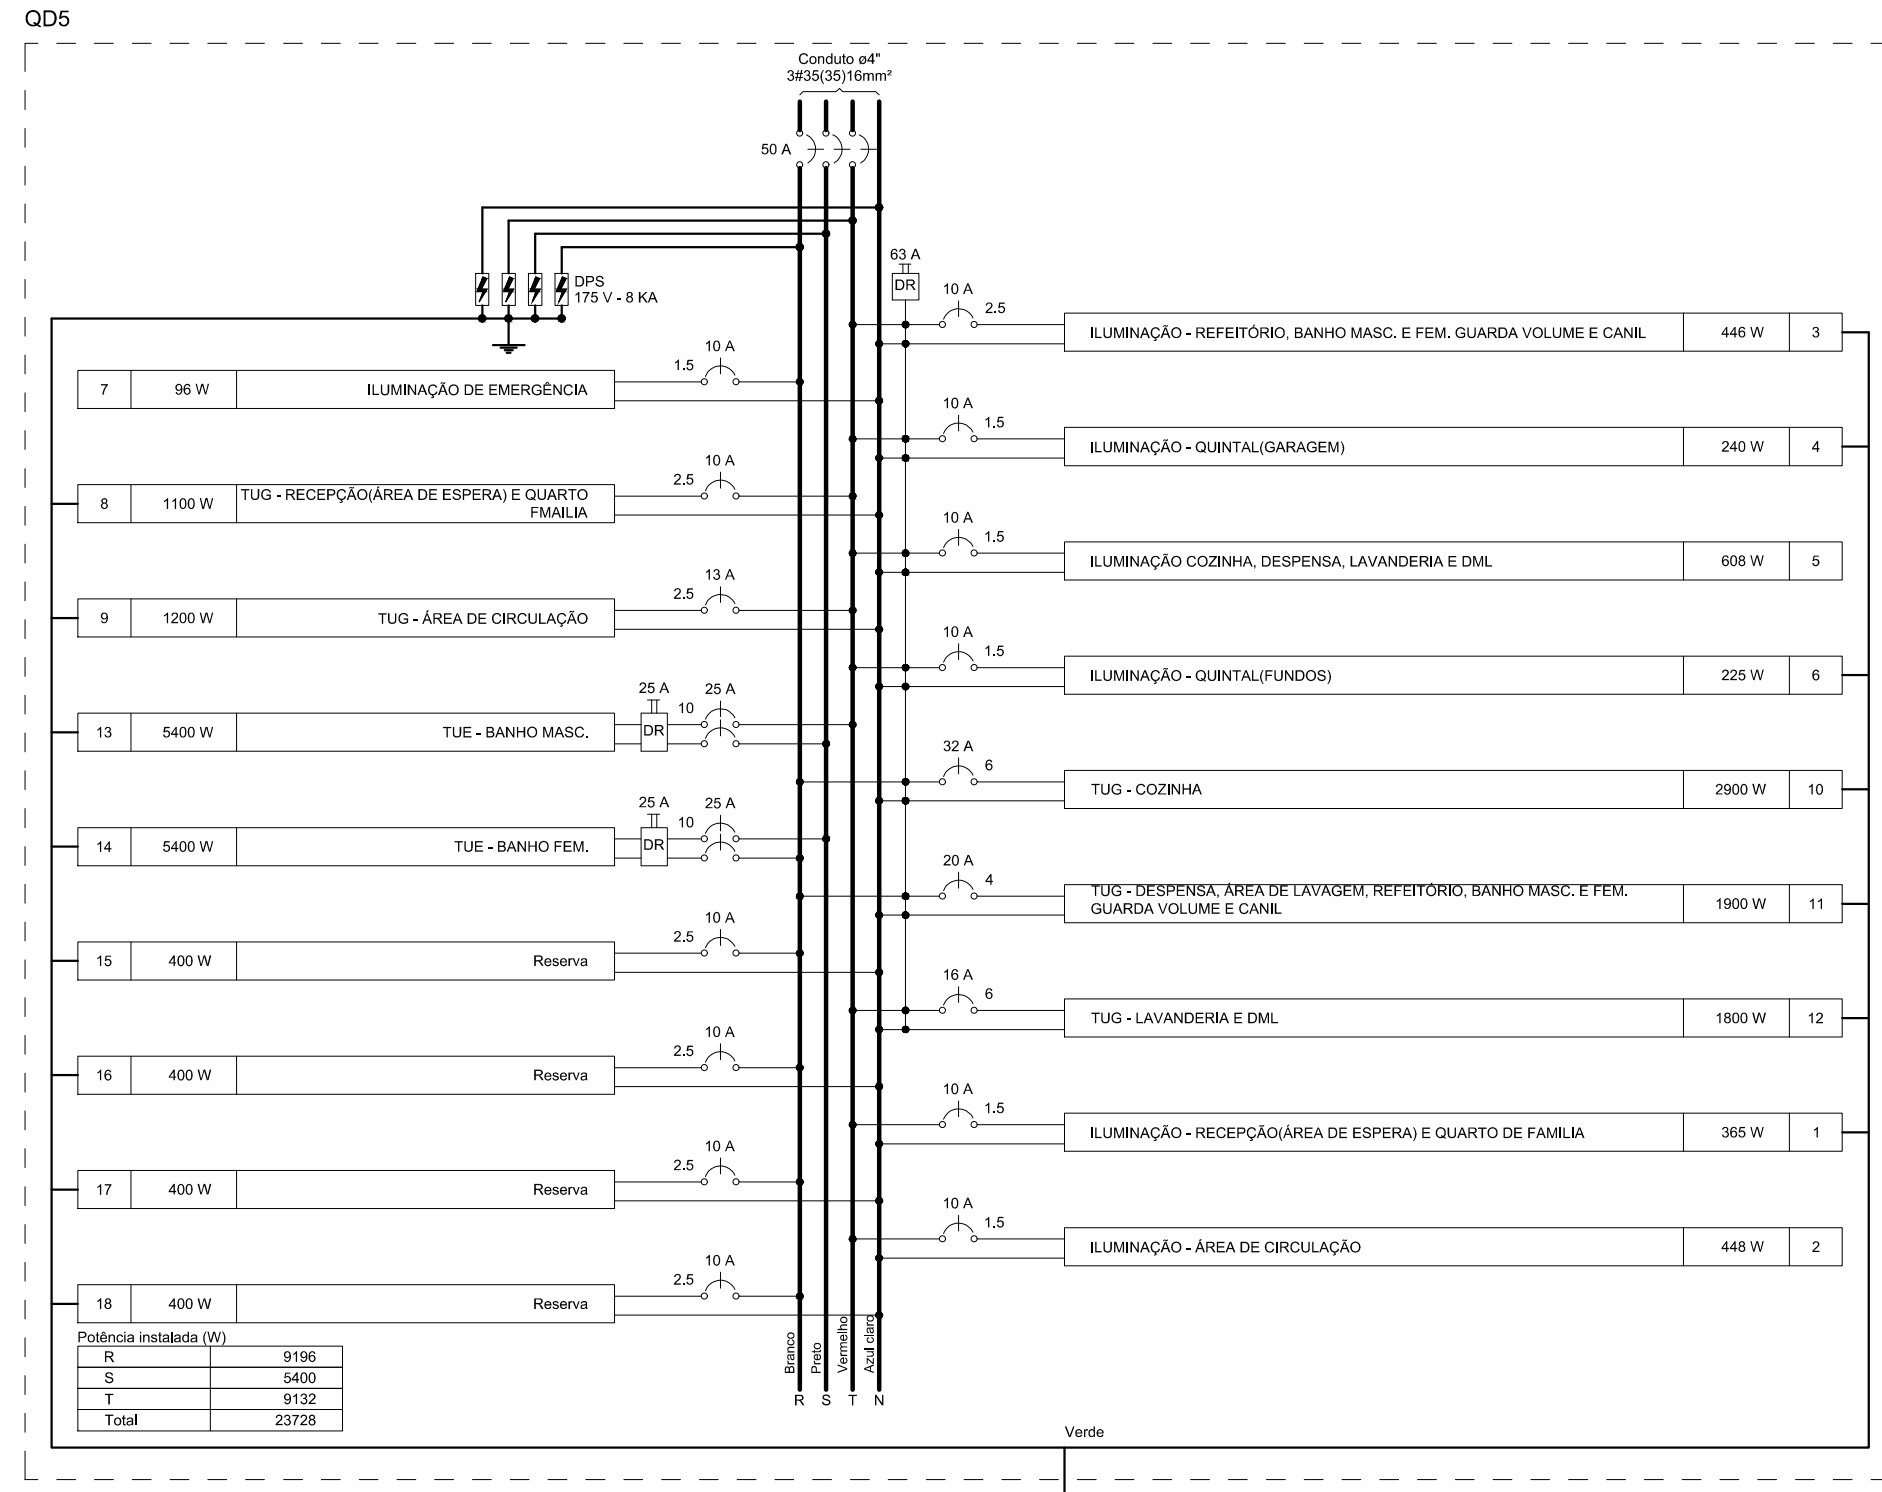 QD5
Conduto ø4"
3#35(35)16mm²
50 A
DPS
175 V - 8 KA
63 A
DR
10 A
2.5
ILUMINAÇÃO - REFEITÓRIO, BANHO MASC. E FEM. GUARDA VOLUME E CANIL 446 W 3
10 A
1.5
7 96 W ILUMINAÇÃO DE EMERGÊNCIA
10 A
1.5
ILUMINAÇÃO - QUINTAL(GARAGEM) 240 W 4
10 A
2.5
8 1100 W TUG - RECEPÇÃO(ÁREA DE ESPERA) E QUARTO
FMAILIA
10 A
1.5
ILUMINAÇÃO COZINHA, DESPENSA, LAVANDERIA E DML 608 W 5
13 A
2.5
9 1200 W TUG - ÁREA DE CIRCULAÇÃO
10 A
1.5
ILUMINAÇÃO - QUINTAL(FUNDOS) 225 W 6
25 A 25 A
10
13 5400 W TUE - BANHO MASC. DR
32 A
6
TUG - COZINHA 2900 W 10
25 A 25 A
10
14 5400 W TUE - BANHO FEM. DR
20 A
4
TUG - DESPENSA, ÁREA DE LAVAGEM, REFEITÓRIO, BANHO MASC. E FEM.
GUARDA VOLUME E CANIL 1900 W 11
10 A
2.5
15 400 W Reserva
16 A
6
TUG - LAVANDERIA E DML 1800 W 12
10 A
2.5
16 400 W Reserva
10 A
1.5
ILUMINAÇÃO - RECEPÇÃO(ÁREA DE ESPERA) E QUARTO DE FAMILIA 365 W 1
10 A
2.5
17 400 W Reserva
10 A
1.5
ILUMINAÇÃO - ÁREA DE CIRCULAÇÃO 448 W 2
10 A
2.5
18 400 W Reserva
Potência instalada (W)
R 9196
S 5400
T 9132
Total 23728
Branco
Preto
Vermelho
Azul claro
R S T N
Verde